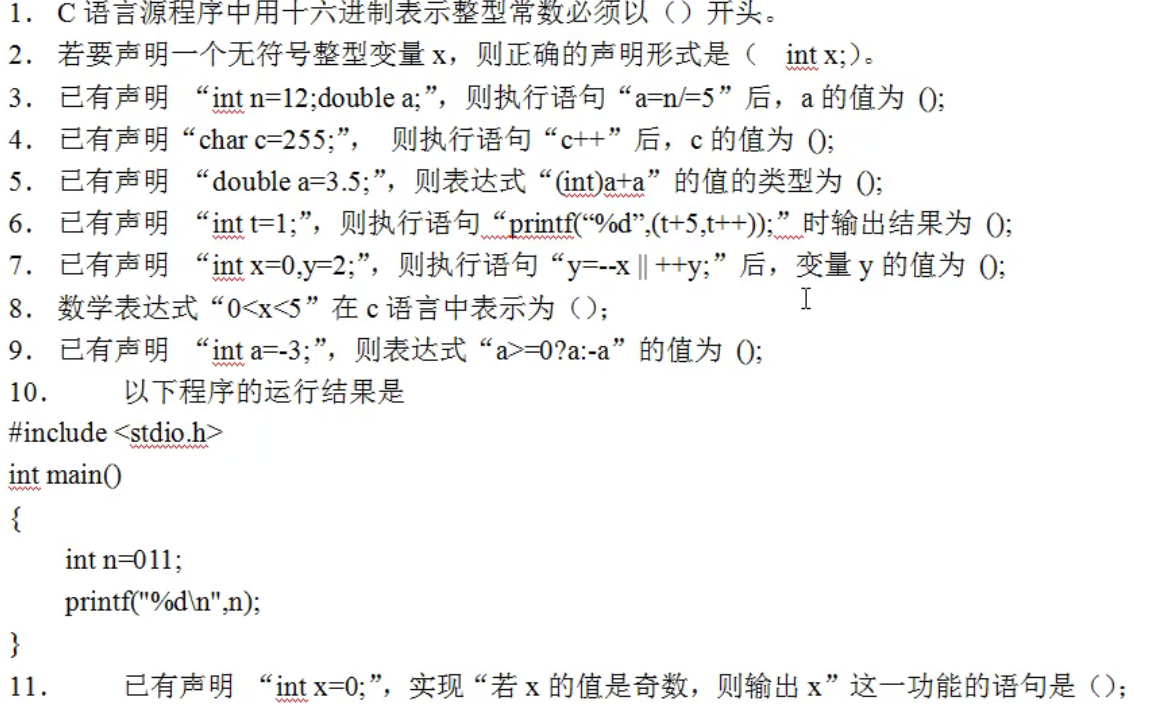 1. C 语言源程序中用十六进制表示整型常数必须以（）开头。
2. 若要声明一个无符号整型变量 x，则正确的声明形式是（ int x;）。
3. 已有声明 “int n=12;double a;”，则执行语句“a=n/=5”后，a 的值为 ();
4. 已有声明“char c=255;”， 则执行语句“c++”后，c 的值为 ();
5. 已有声明 “double a=3.5;”，则表达式“(int)a+a”的值的类型为 ();
6. 已有声明 “int t=1;”，则执行语句“printf(“%d”,(t+5,t++));”时输出结果为 ();
7. 已有声明 “int x=0,y=2;”，则执行语句“y=--x || ++y;”后，变量 y 的值为 ();
8. 数学表达式“0<x<5”在 c 语言中表示为（）;
9. 已有声明 “int a=-3;”，则表达式“a>=0?a:-a”的值为 ();
10. 以下程序的运行结果是
#include <stdio.h>
int main()
{
int n=011;
printf("%d\n",n);
}
11. 已有声明 “int x=0;”，实现“若 x 的值是奇数，则输出 x”这一功能的语句是（）;